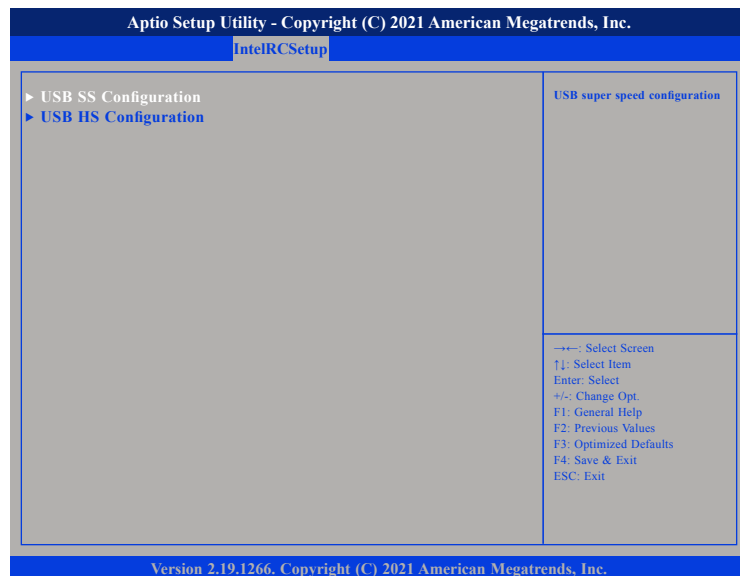 Aptio Setup Utility - Copyright (C) 2021 American Megatrends, Inc.
IntelRCSetup
► USB SS Configuration
► USB HS Configuration
USB super speed configuration
→←: Select Screen
↑↓: Select Item
Enter: Select
+/-: Change Opt.
F1: General Help
F2: Previous Values
F3: Optimized Defaults
F4: Save & Exit
ESC: Exit
Version 2.19.1266. Copyright (C) 2021 American Megatrends, Inc.